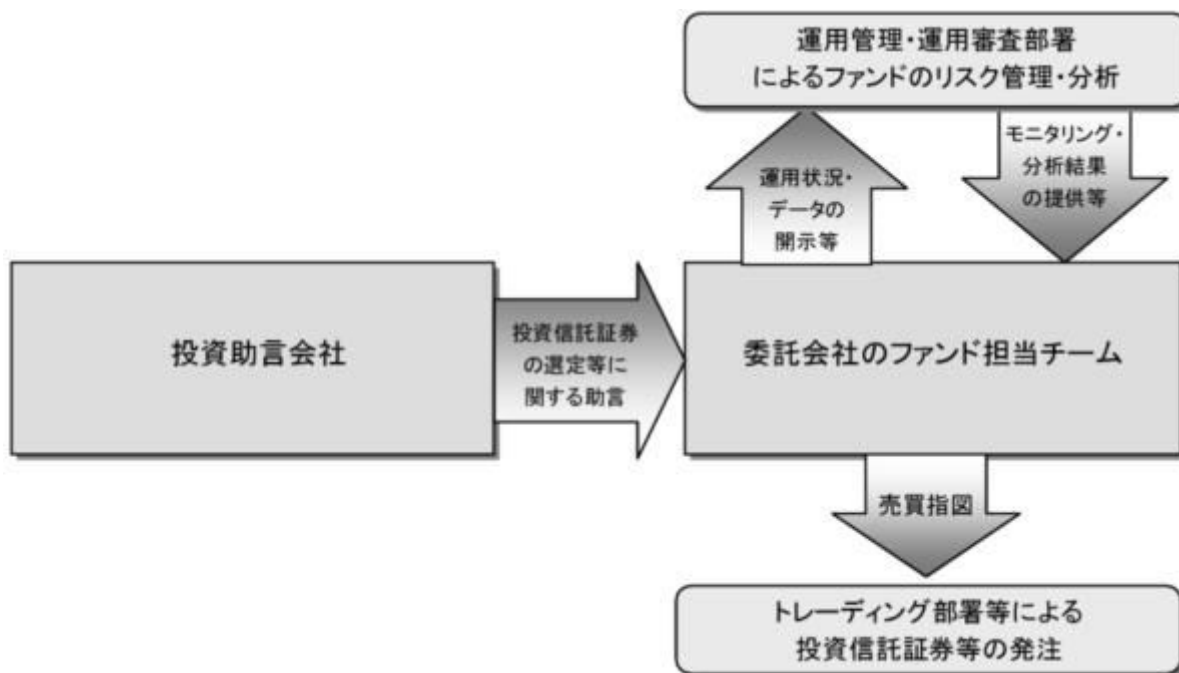 運用管理・運用審査部署
によるファンドのリスク管理・分析
運用状況・
データの
開示等
モニタリング・
分析結果
の提供等
投資助言会社
投資信託証券
の選定等に
関する助言
委託会社のファンド担当チーム
売買指図
トレーディング部署等による
投資信託証券等の発注